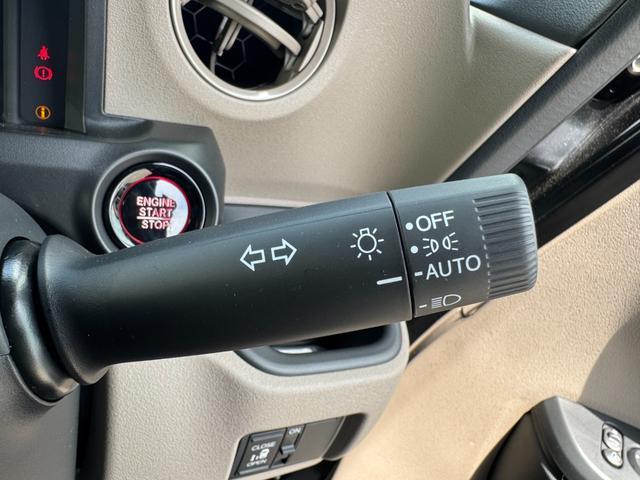 ENGINE
START
STOP
OFF
AUTO
ON
CLOSE
OPEN